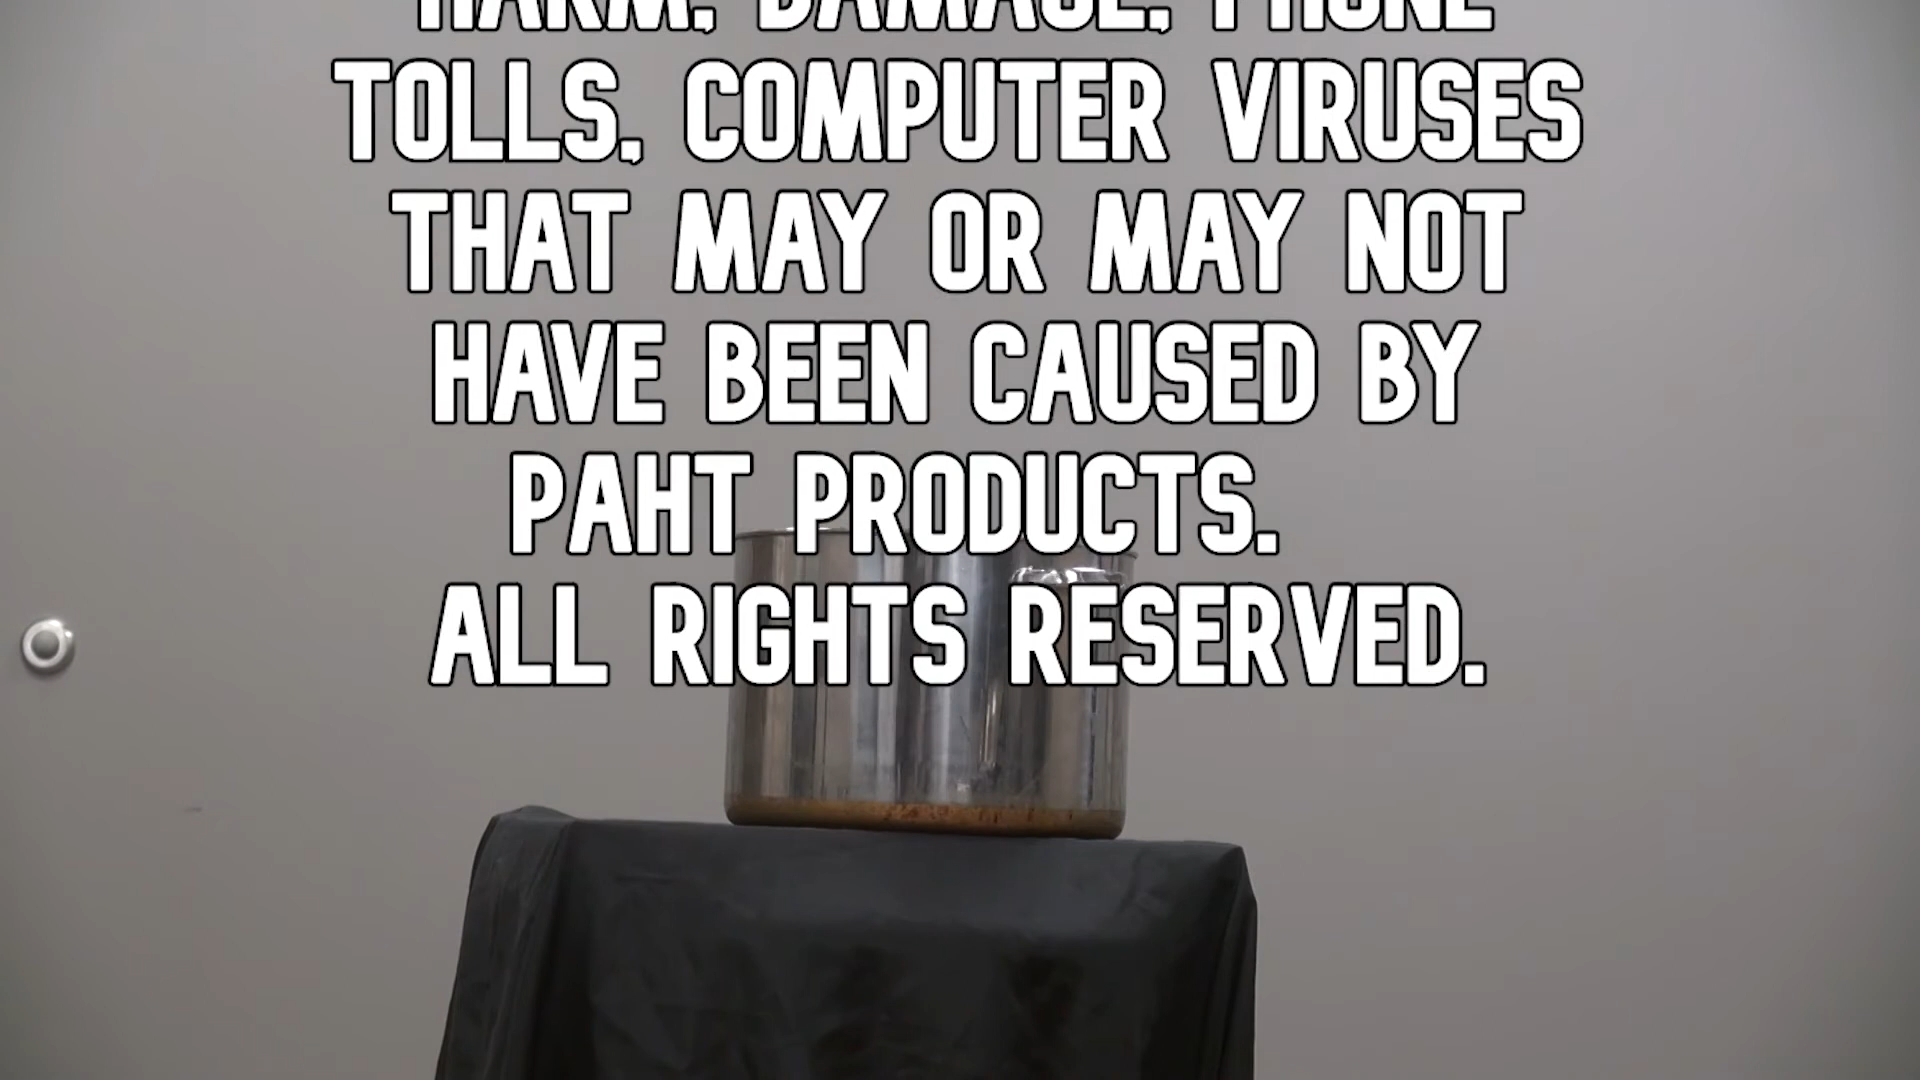 HARM, DAMAGE, PHONE
TOLLS, COMPUTER VIRUSES
THAT MAY OR MAY NOT
HAVE BEEN CAUSED BY
PAHT PRODUCTS.
ALL RIGHTS RESERVED.